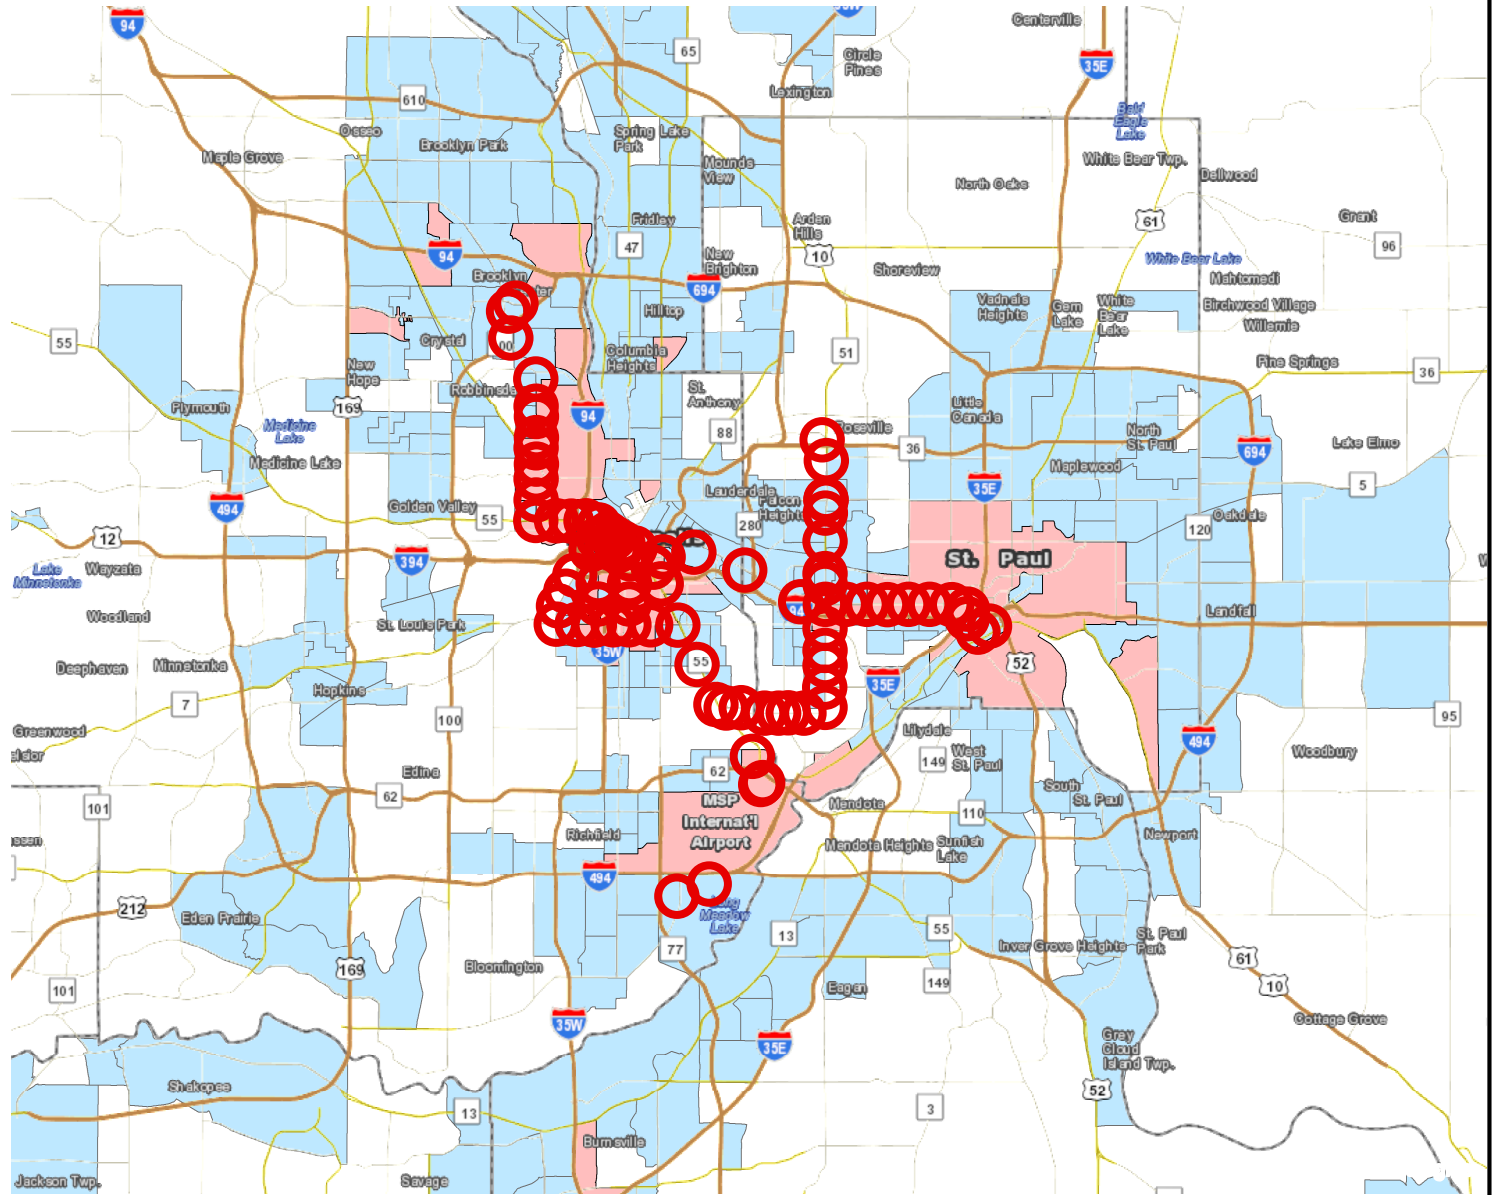 94
35E
Centerville
65
Circle
Pines
Lexington
610
Osseo
Brooklyn Park
Spring Lake
Park
Bald
Eagle
Lake
Maple Grove
Mounds
View
White Bear Twp.
Dellwood
North Oaks
Fridley
47
Arden
Hills
61
Grant
96
94
New
Brighton
10
Shoreview
White Bear Lake
Mahtomedi
Brooklyn
694
Hilltop
Vadnais
Heights
Gem
Lake
White
Bear
Lake
Birchwood Village
Willernie
55
Crystal
Columbia
Heights
51
Pine Springs
36
New
Hope
Plymouth
169
St.
Anthony
94
Little
Canada
Medicine
Lake
88
Roseville
36
North
St. Paul
Lake Elmo
Medicine Lake
Maplewood
694
494
Golden Valley
55
Lauderdale
Falcon
Heights
35E
5
280
120
Oakdale
12
394
St. Paul
Lake
Minnetonka
Wayzata
Woodland
St. Louis Park
Landfall
35W
55
52
Deephaven
Minnetonka
Hopkins
35E
7
100
Greenwood
Lilydale
95
494
Edina
62
149
West
St. Paul
Woodbury
62
101
MSP
Internat'l
Airport
Mendota
South
St. Paul
110
Richfield
Mendota Heights
Sunfish
Lake
Newport
494
212
Eden Prairie
Long
Meadow
Lake
13
55
St. Paul
Park
Inver Grove Heights
77
Bloomington
169
61
101
149
10
Eagan
Cottage Grove
35W
35E
Grey
Cloud
Island Twp.
Shakopee
52
13
3
Burnsville
Jackson Twp.
Savage